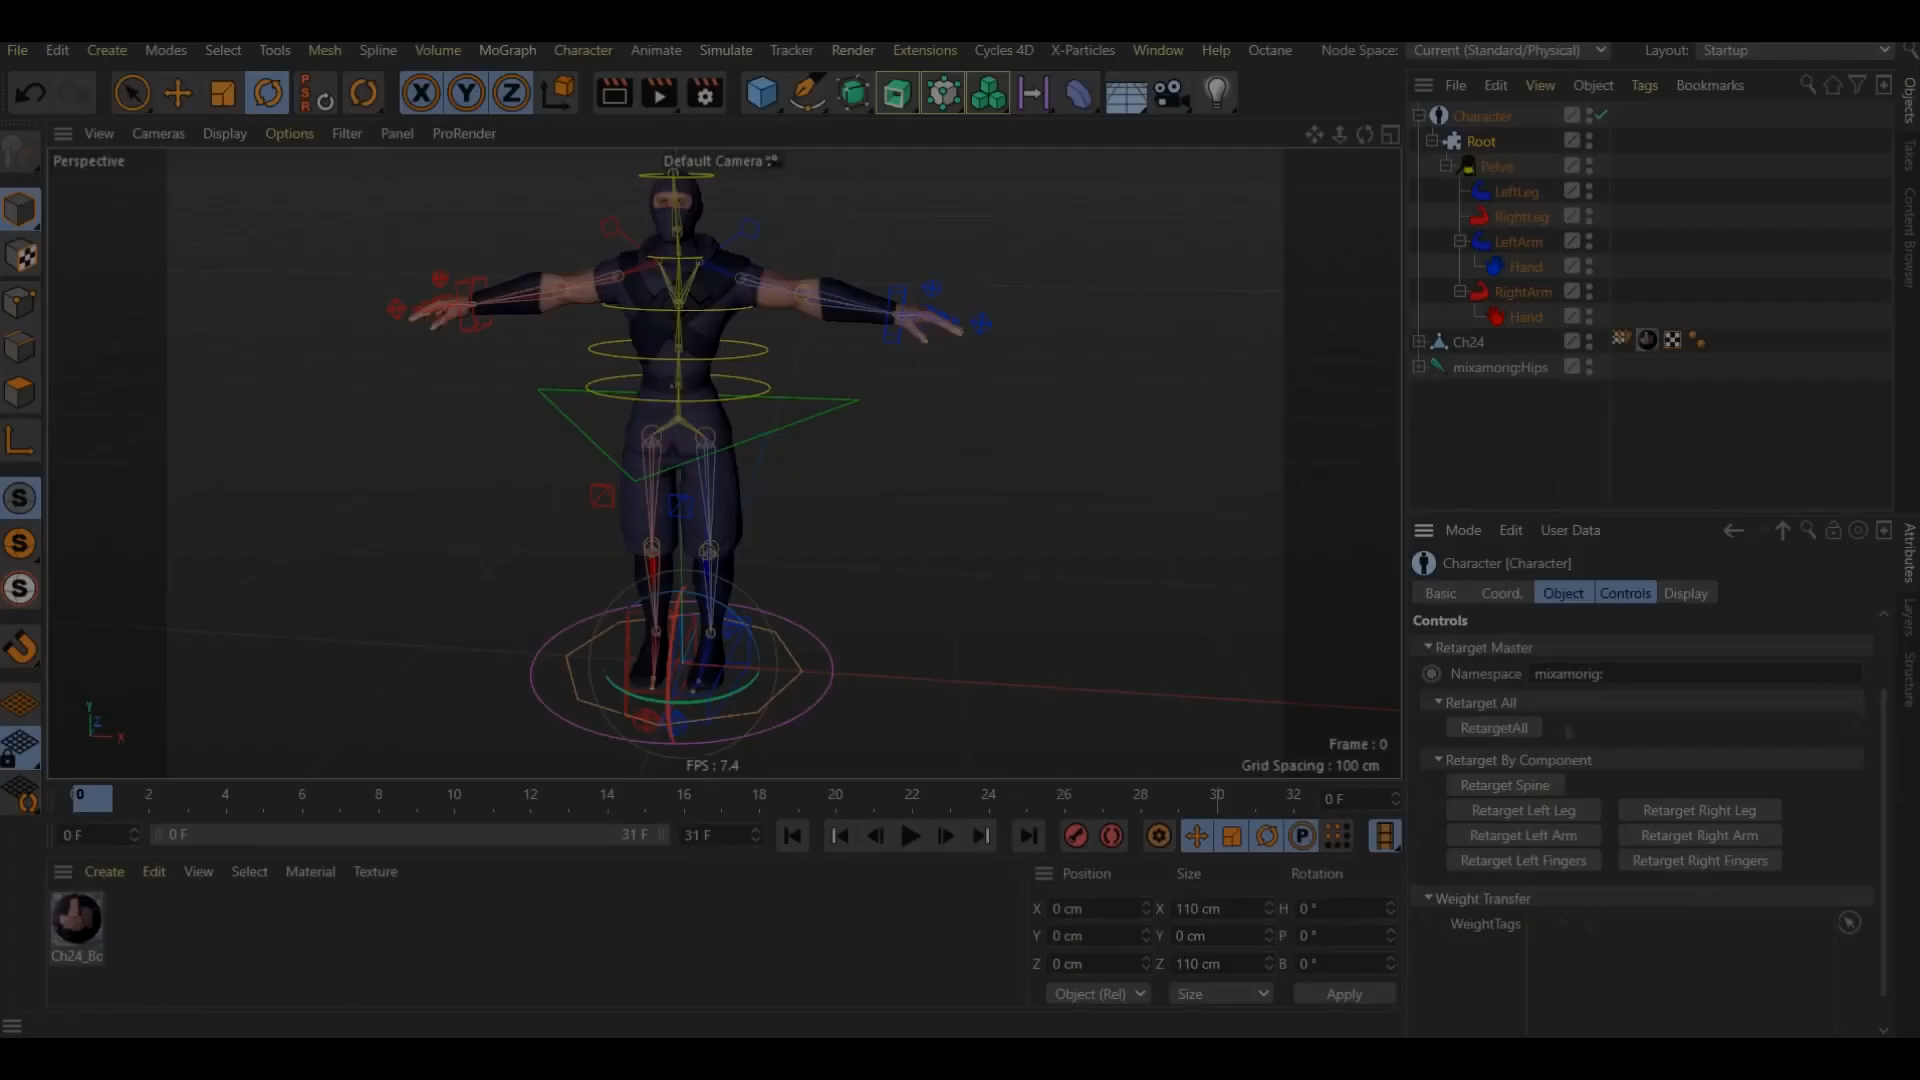 File Edit Create Modes Select Tools Mesh Spline Volume MoGraph Character Animate Simulate Tracker Render Extensions Cycles 4D X-Particles Window Help Octane Node Space: Current (Standard/Physical) Layout: Startup
P
S
R
X Y Z
File Edit View Object Tags Bookmarks
View Cameras Display Options Filter Panel ProRender
Perspective
Default Camera
Character
Root
Pelvis
LeftLeg
RightLeg
LeftArm
Hand
RightArm
Hand
Ch24
mixamorig:Hips
Objects
Takes
Content Browser
Attributes
Layers
Structure
S
S
S
Y
Z
X
FPS : 7.4
Frame : 0
Grid Spacing : 100 cm
Mode Edit User Data
Character [Character]
Basic Coord. Object Controls Display
Controls
Retarget Master
Namespace mixamorig:
Retarget All
RetargetAll
Retarget By Component
Retarget Spine
Retarget Left Leg Retarget Right Leg
Retarget Left Arm Retarget Right Arm
Retarget Left Fingers Retarget Right Fingers
Weight Transfer
WeightTags
0 2 4 6 8 10 12 14 16 18 20 22 24 26 28 30 32 0 F
0 F 0 F 31 F 31 F P
Create Edit View Select Material Texture
Ch24_Bc
Position Size Rotation
X 0 cm X 110 cm H 0 °
Y 0 cm Y 0 cm P 0 °
Z 0 cm Z 110 cm B 0 °
Object (Rel) Size Apply